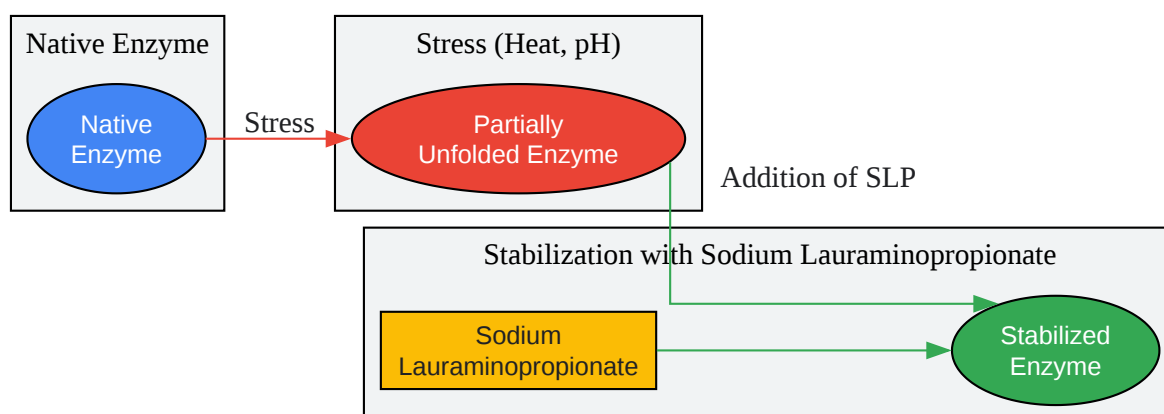 Native Enzyme
Native
Enzyme
Stress
Stress (Heat, pH)
Partially
Unfolded Enzyme
Addition of SLP
Stabilization with Sodium Lauraminopropionate
Sodium
Lauraminopropionate
Stabilized
Enzyme